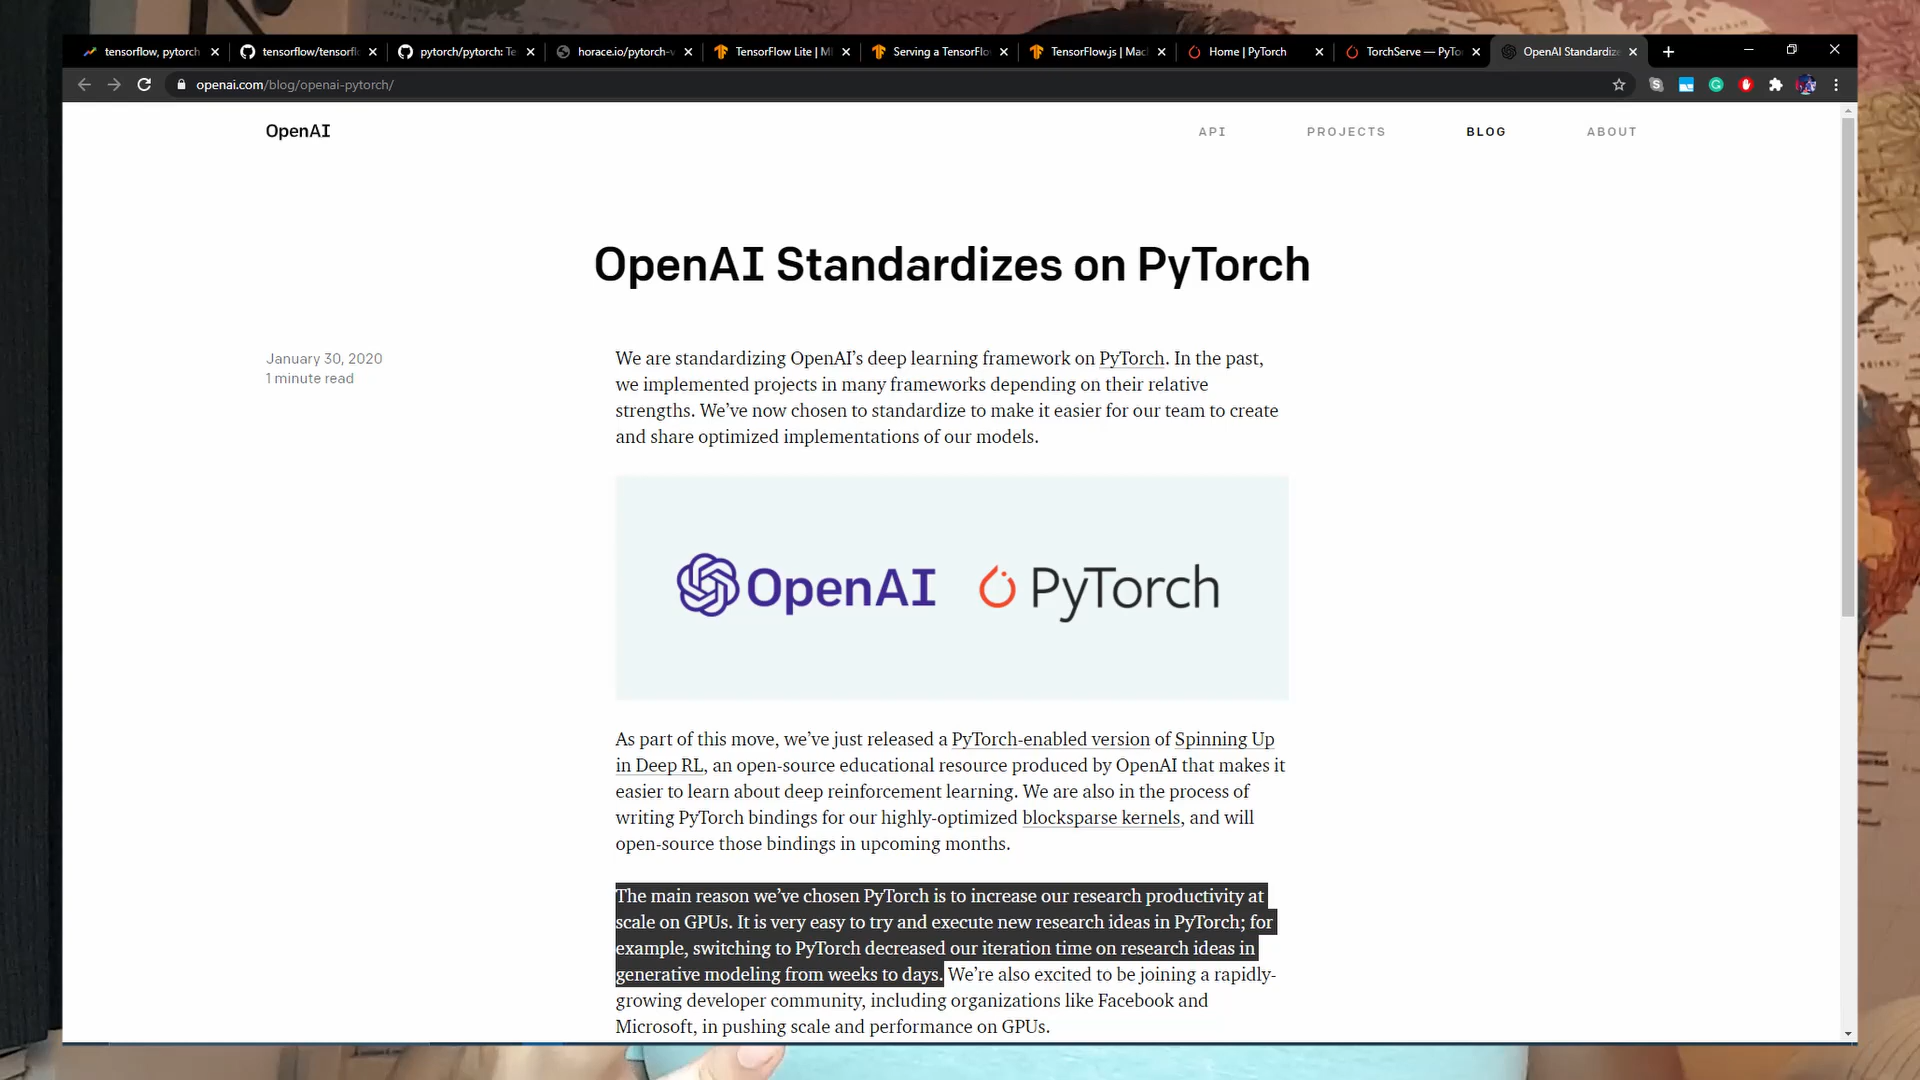 tensorflow, pytorch
tensorflow/tensorfl
pytorch/pytorch: Te
horace.io/pytorch-v
TensorFlow Lite | Ml
Serving a TensorFlo
TensorFlow.js | Mac
Home | PyTorch
TorchServe — PyTo
OpenAI Standardize
openai.com/blog/openai-pytorch/
OpenAI
API
PROJECTS
BLOG
ABOUT
OpenAI Standardizes on PyTorch
January 30, 2020
1 minute read
We are standardizing OpenAI’s deep learning framework on PyTorch. In the past,
we implemented projects in many frameworks depending on their relative
strengths. We’ve now chosen to standardize to make it easier for our team to create
and share optimized implementations of our models.
OpenAI
PyTorch
As part of this move, we’ve just released a PyTorch-enabled version of Spinning Up
in Deep RL, an open-source educational resource produced by OpenAI that makes it
easier to learn about deep reinforcement learning. We are also in the process of
writing PyTorch bindings for our highly-optimized blocksparse kernels, and will
open-source those bindings in upcoming months.
The main reason we’ve chosen PyTorch is to increase our research productivity at
scale on GPUs. It is very easy to try and execute new research ideas in PyTorch; for
example, switching to PyTorch decreased our iteration time on research ideas in
generative modeling from weeks to days. We’re also excited to be joining a rapidly-
growing developer community, including organizations like Facebook and
Microsoft, in pushing scale and performance on GPUs.